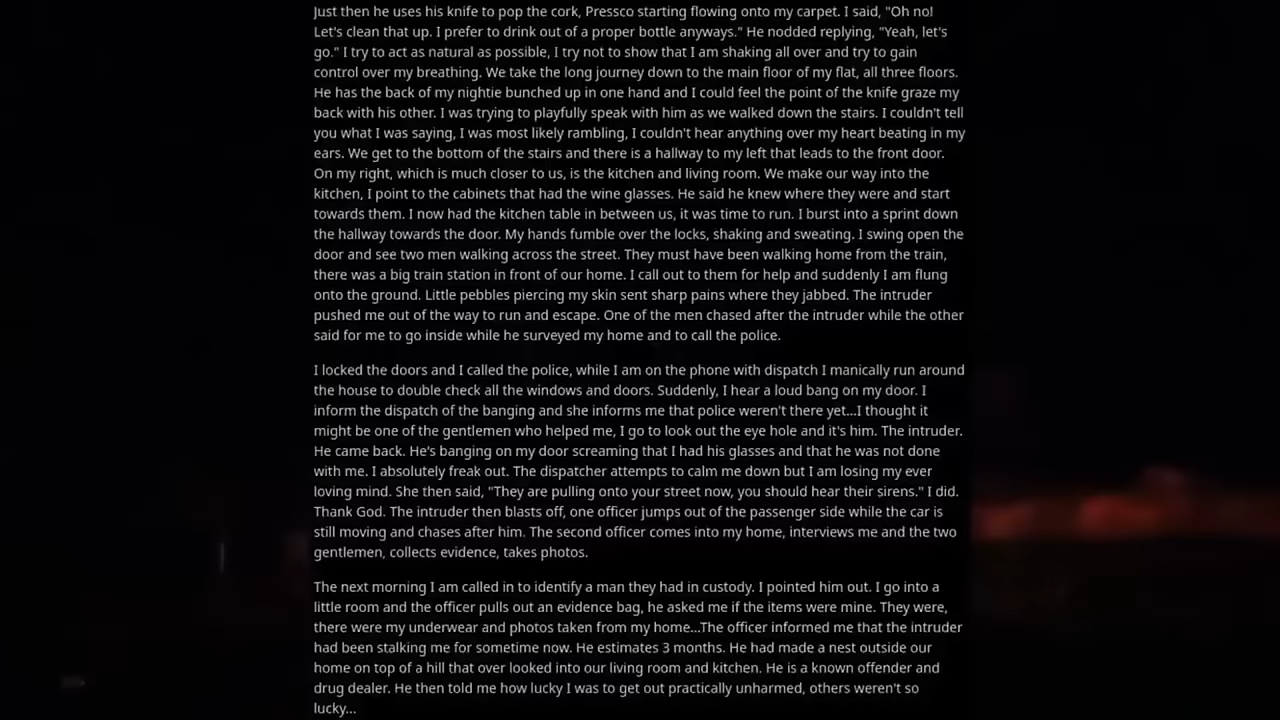 Just then he uses his knife to pop the cork, Pressco starting flowing onto my carpet. I said, "Oh no!
Let's clean that up. I prefer to drink out of a proper bottle anyways." He nodded replying, "Yeah, let's
go." I try to act as natural as possible, I try not to show that I am shaking all over and try to gain
control over my breathing. We take the long journey down to the main floor of my flat, all three floors.
He has the back of my nightie bunched up in one hand and I could feel the point of the knife graze my
back with his other. I was trying to playfully speak with him as we walked down the stairs. I couldn't tell
you what I was saying, I was most likely rambling, I couldn't hear anything over my heart beating in my
ears. We get to the bottom of the stairs and there is a hallway to my left that leads to the front door.
On my right, which is much closer to us, is the kitchen and living room. We make our way into the
kitchen, I point to the cabinets that had the wine glasses. He said he knew where they were and start
towards them. I now had the kitchen table in between us, it was time to run. I burst into a sprint down
the hallway towards the door. My hands fumble over the locks, shaking and sweating. I swing open the
door and see two men walking across the street. They must have been walking home from the train,
there was a big train station in front of our home. I call out to them for help and suddenly I am flung
onto the ground. Little pebbles piercing my skin sent sharp pains where they jabbed. The intruder
pushed me out of the way to run and escape. One of the men chased after the intruder while the other
said for me to go inside while he surveyed my home and to call the police.
I locked the doors and I called the police, while I am on the phone with dispatch I manically run around
the house to double check all the windows and doors. Suddenly, I hear a loud bang on my door. I
inform the dispatch of the banging and she informs me that police weren't there yet...I thought it
might be one of the gentlemen who helped me, I go to look out the eye hole and it's him. The intruder.
He came back. He's banging on my door screaming that I had his glasses and that he was not done
with me. I absolutely freak out. The dispatcher attempts to calm me down but I am losing my ever
loving mind. She then said, "They are pulling onto your street now, you should hear their sirens." I did.
Thank God. The intruder then blasts off, one officer jumps out of the passenger side while the car is
still moving and chases after him. The second officer comes into my home, interviews me and the two
gentlemen, collects evidence, takes photos.
The next morning I am called in to identify a man they had in custody. I pointed him out. I go into a
little room and the officer pulls out an evidence bag, he asked me if the items were mine. They were,
there were my underwear and photos taken from my home...The officer informed me that the intruder
had been stalking me for sometime now. He estimates 3 months. He had made a nest outside our
home on top of a hill that over looked into our living room and kitchen. He is a known offender and
drug dealer. He then told me how lucky I was to get out practically unharmed, others weren't so
lucky...